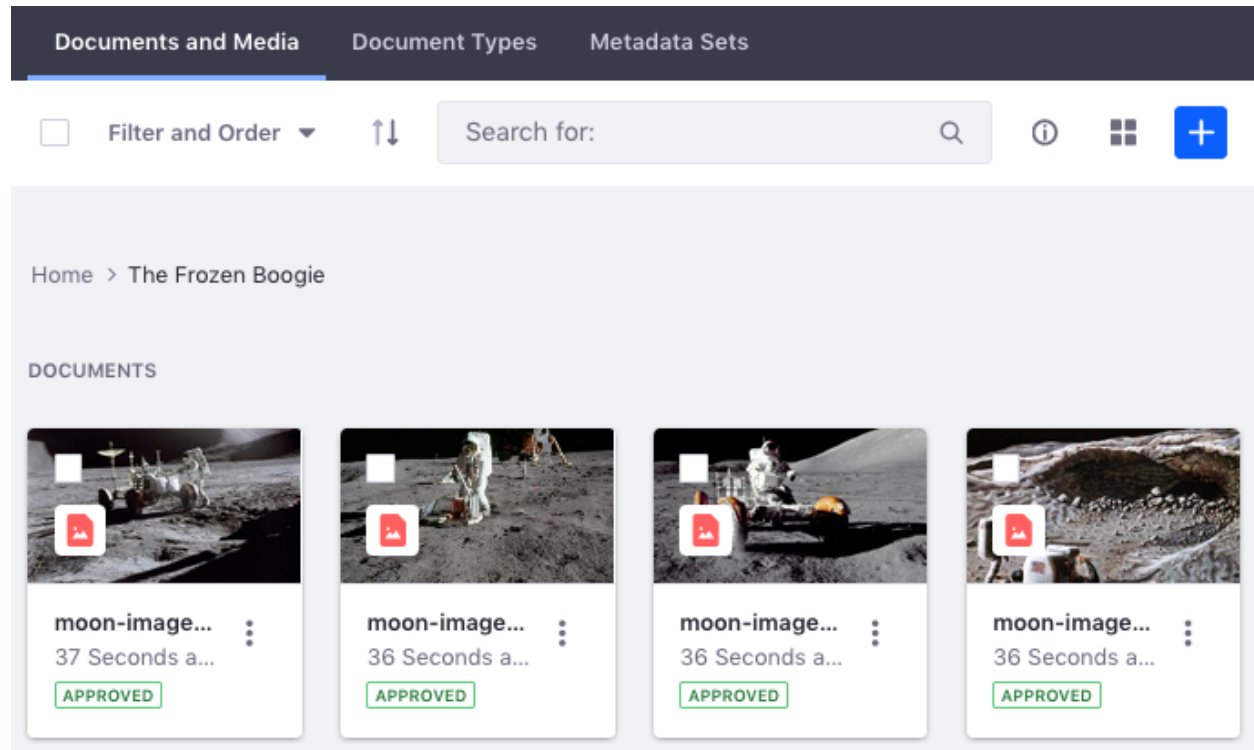 Documents and Media Document Types Metadata Sets
Filter and Order Search for:
Home > The Frozen Boogie
DOCUMENTS
moon-image... moon-image... moon-image... moon-image...
37 Seconds a... 36 Seconds a... 36 Seconds a... 36 Seconds a...
APPROVED APPROVED APPROVED APPROVED